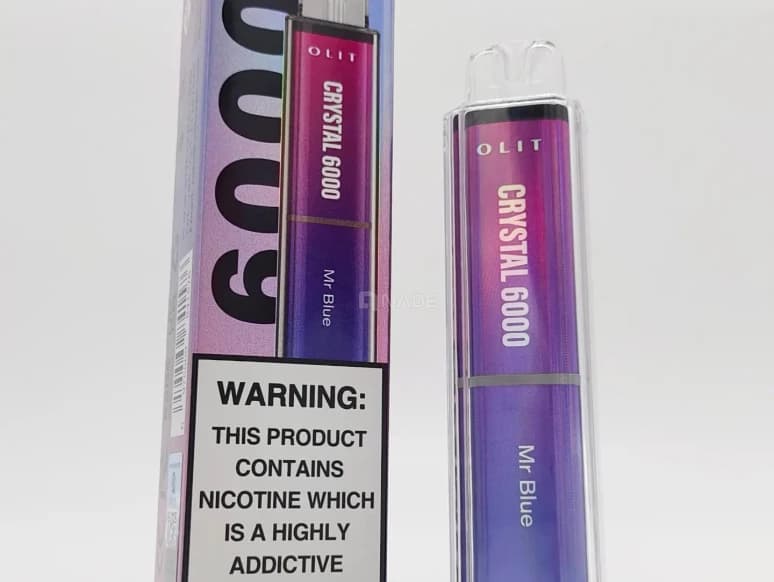 6000
OLIT
CRYSTAL 6000
Mr Blue
WARNING:
THIS PRODUCT
CONTAINS
NICOTINE WHICH
IS A HIGHLY
ADDICTIVE
OLIT
CRYSTAL 6000
Mr Blue